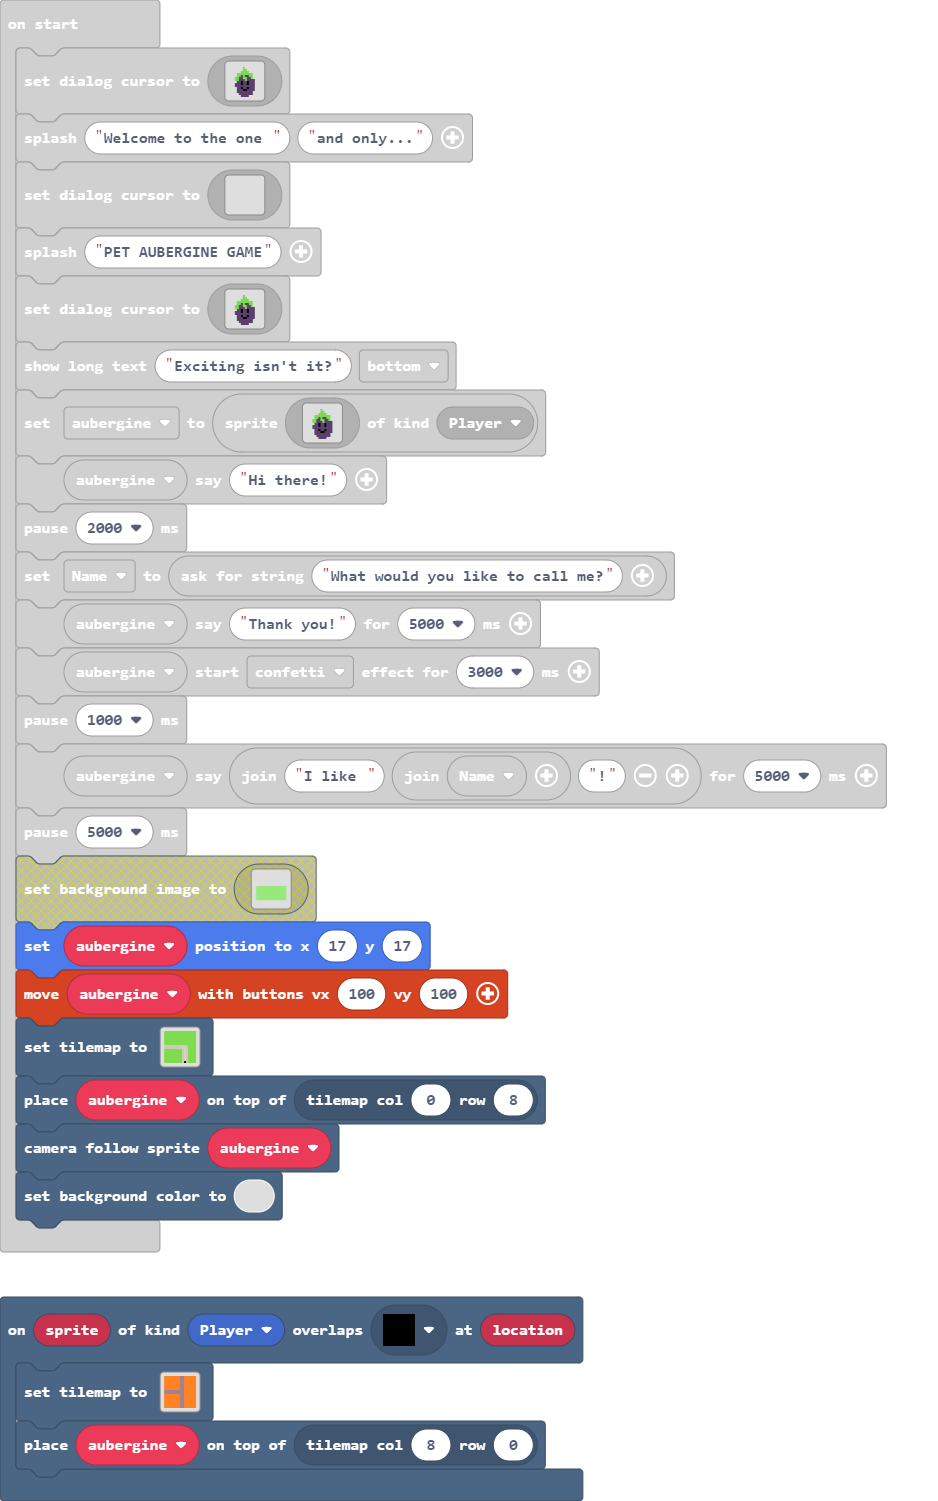 on start
set dialog cursor to
splash "Welcome to the one " "and only..."
set dialog cursor to
splash "PET AUBERGINE GAME"
set dialog cursor to
show long text "Exciting isn't it?" bottom
set aubergine to sprite of kind Player
aubergine say "Hi there!"
pause 2000 ms
set Name to ask for string "What would you like to call me?"
aubergine say "Thank you!" for 5000 ms
aubergine start confetti effect for 3000 ms
pause 1000 ms
aubergine say join "I like " join Name "!" for 5000 ms
pause 5000 ms
set background image to
set aubergine position to x 17 y 17
move aubergine with buttons vx 100 vy 100
set tilemap to
place aubergine on top of tilemap col 0 row 8
camera follow sprite aubergine
set background color to
on sprite of kind Player overlaps at location
set tilemap to
place aubergine on top of tilemap col 8 row 0